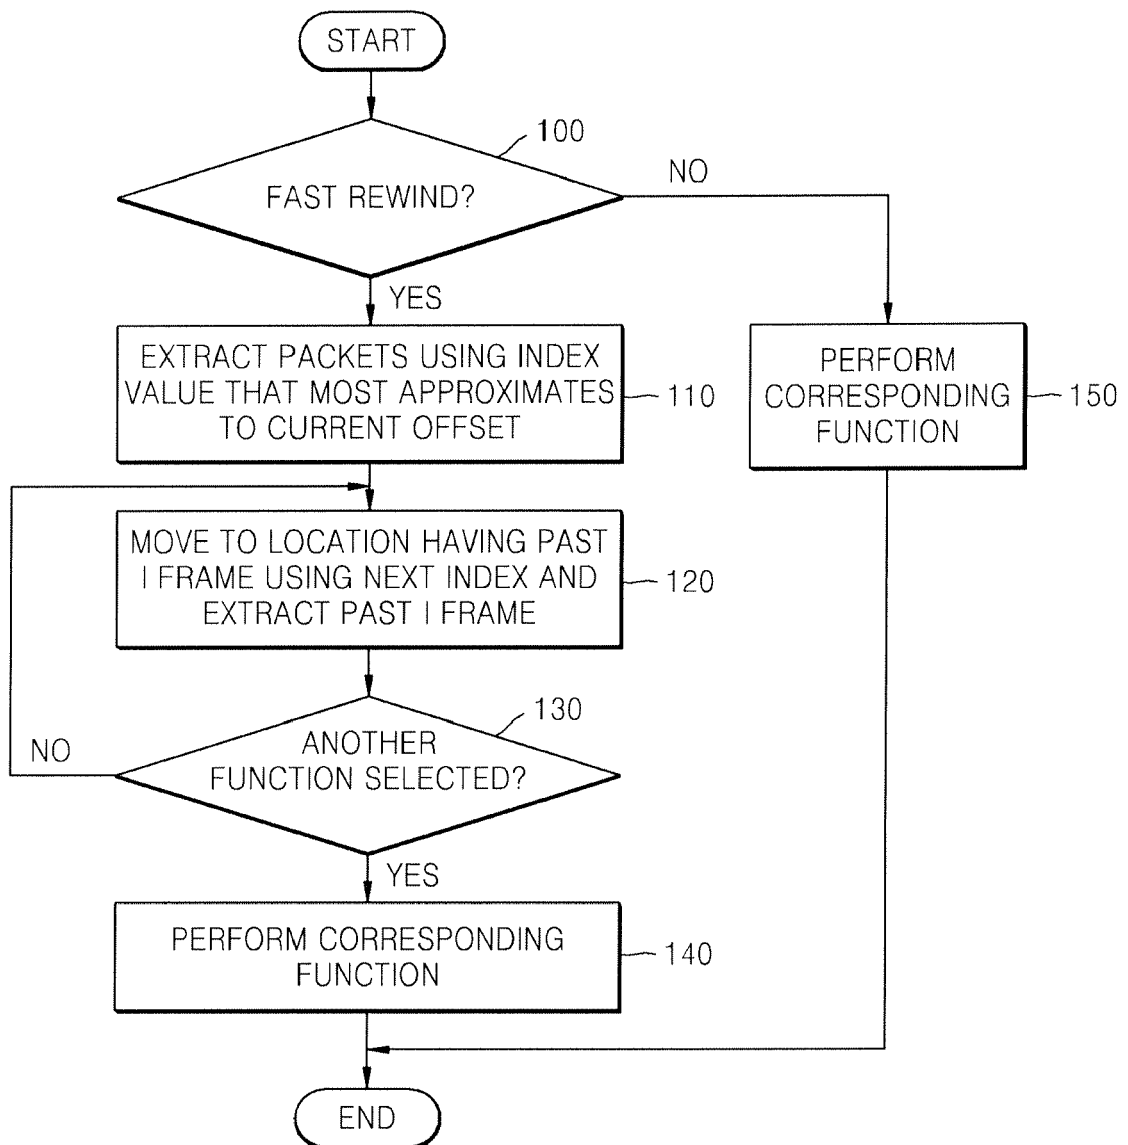 START
100
FAST REWIND?
NO
YES
EXTRACT PACKETS USING INDEX
VALUE THAT MOST APPROXIMATES
TO CURRENT OFFSET
110
PERFORM
CORRESPONDING
FUNCTION
150
MOVE TO LOCATION HAVING PAST
I FRAME USING NEXT INDEX AND
EXTRACT PAST I FRAME
120
130
ANOTHER
FUNCTION SELECTED?
NO
YES
PERFORM CORRESPONDING
FUNCTION
140
END